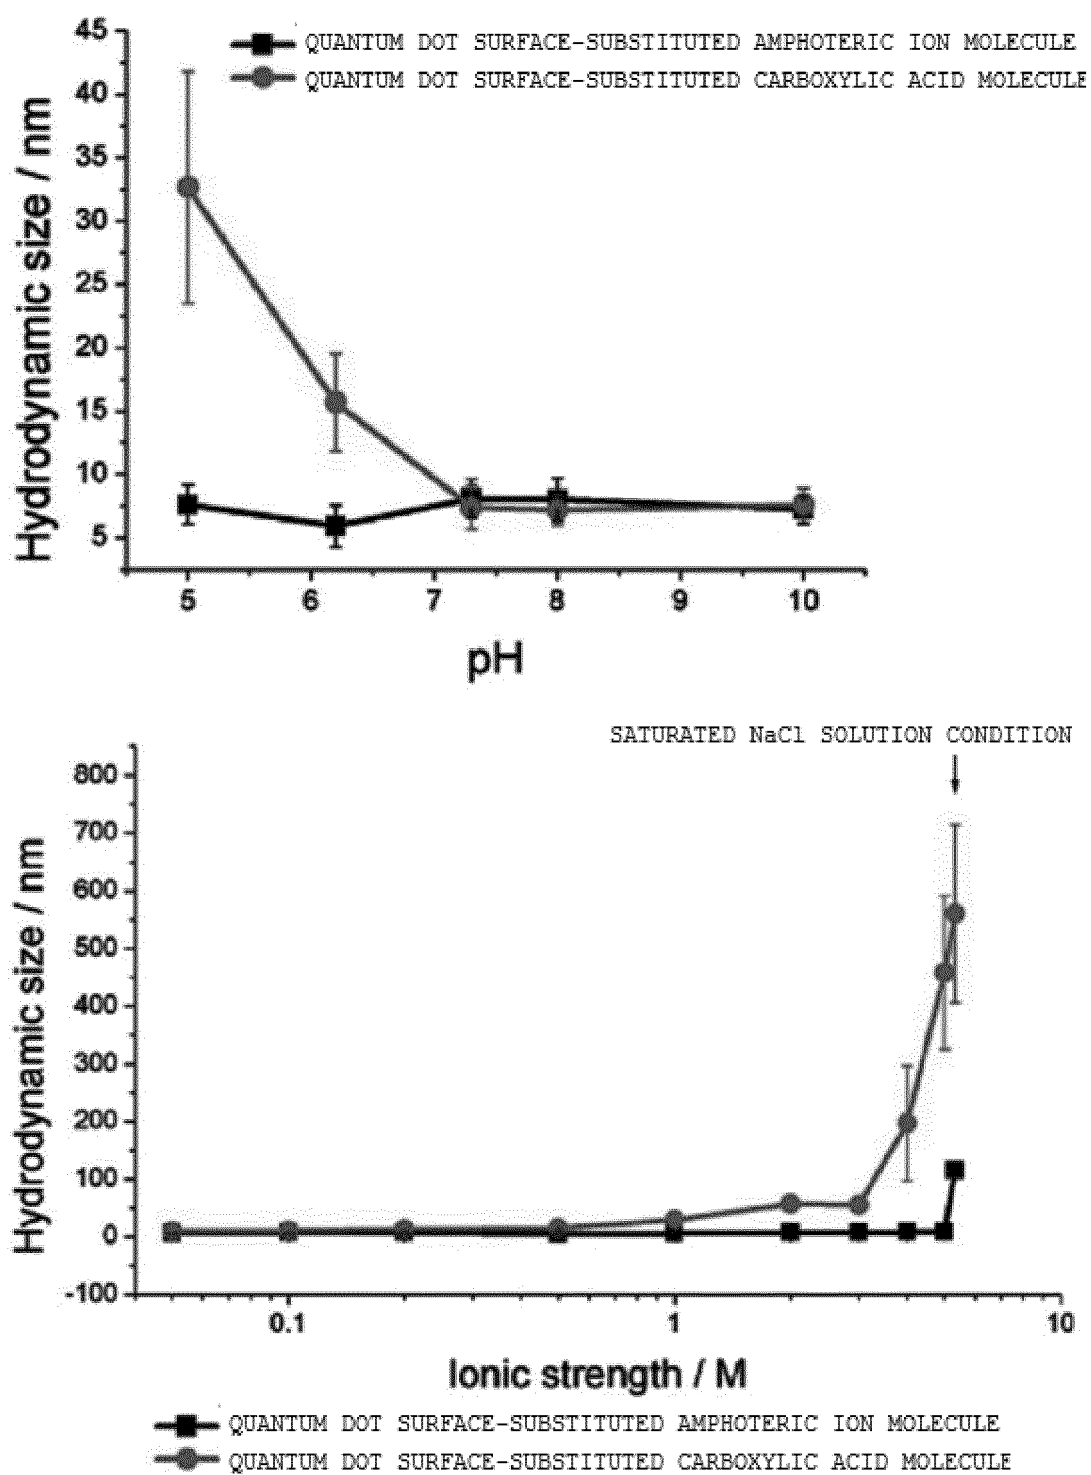 45
40
35
30
25
20
15
10
5
Hydrodynamic size / nm
QUANTUM DOT SURFACE-SUBSTITUTED AMPHOTERIC ION MOLECULE
QUANTUM DOT SURFACE-SUBSTITUTED CARBOXYLIC ACID MOLECULE
5 6 7 8 9 10
pH
SATURATED NaCl SOLUTION CONDITION
800
700
600
500
400
300
200
100
0
-100
Hydrodynamic size / nm
0.1 1 10
Ionic strength / M
QUANTUM DOT SURFACE-SUBSTITUTED AMPHOTERIC ION MOLECULE
QUANTUM DOT SURFACE-SUBSTITUTED CARBOXYLIC ACID MOLECULE